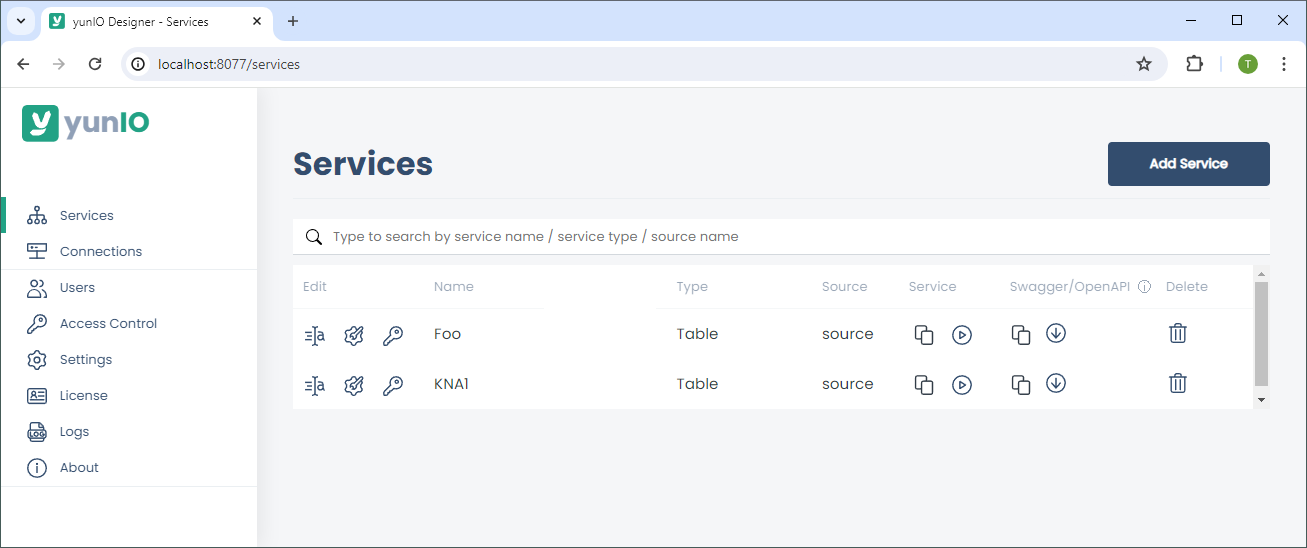 yunIO Designer - Services
localhost:8077/services
T
yunIO
Services
Connections
Users
Access Control
Settings
License
Logs
About
Services
Add Service
Type to search by service name / service type / source name
Edit Name Type Source Service Swagger/OpenAPI Delete
Foo Table source
KNA1 Table source